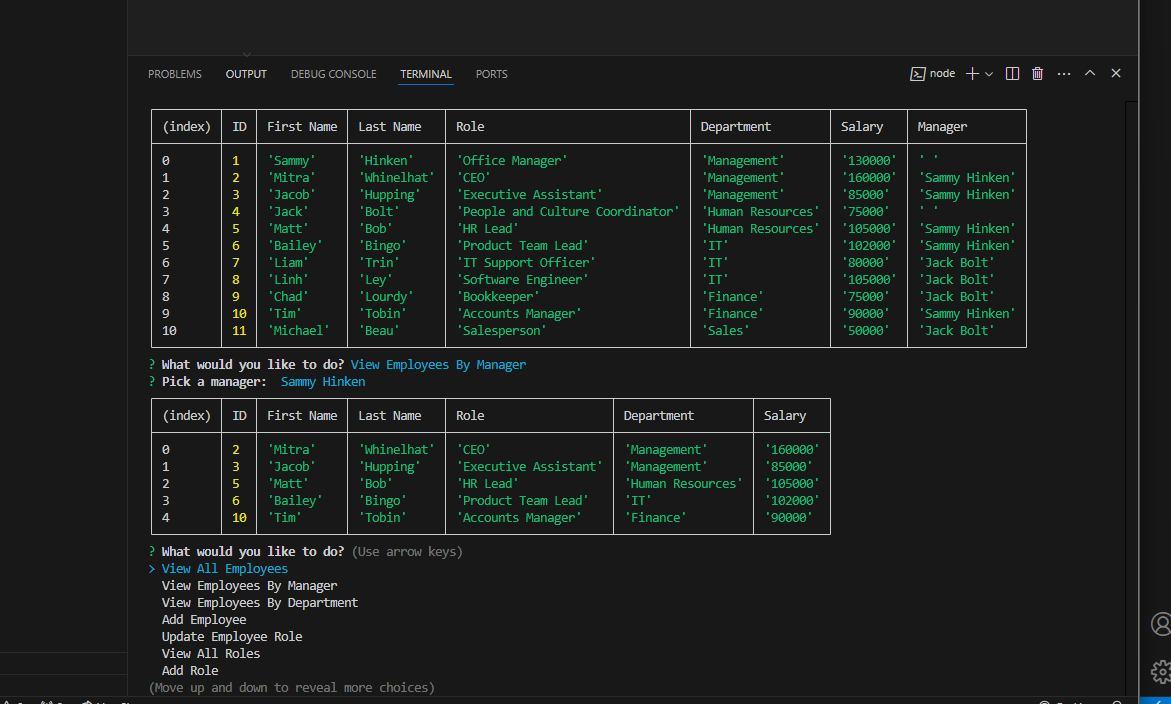 PROBLEMS OUTPUT DEBUG CONSOLE TERMINAL PORTS node
(index) ID First Name Last Name Role Department Salary Manager
0 1 'Sammy' 'Hinken' 'Office Manager' 'Management' '130000' ' '
1 2 'Mitra' 'Whinelhat' 'CEO' 'Management' '160000' 'Sammy Hinken'
2 3 'Jacob' 'Hupping' 'Executive Assistant' 'Management' '85000' 'Sammy Hinken'
3 4 'Jack' 'Bolt' 'People and Culture Coordinator' 'Human Resources' '75000' ' '
4 5 'Matt' 'Bob' 'HR Lead' 'Human Resources' '105000' 'Sammy Hinken'
5 6 'Bailey' 'Bingo' 'Product Team Lead' 'IT' '102000' 'Sammy Hinken'
6 7 'Liam' 'Trin' 'IT Support Officer' 'IT' '80000' 'Jack Bolt'
7 8 'Linh' 'Ley' 'Software Engineer' 'IT' '105000' 'Jack Bolt'
8 9 'Chad' 'Lourdy' 'Bookkeeper' 'Finance' '75000' 'Jack Bolt'
9 10 'Tim' 'Tobin' 'Accounts Manager' 'Finance' '90000' 'Sammy Hinken'
10 11 'Michael' 'Beau' 'Salesperson' 'Sales' '50000' 'Jack Bolt'
? What would you like to do? View Employees By Manager
? Pick a manager: Sammy Hinken
(index) ID First Name Last Name Role Department Salary
0 2 'Mitra' 'Whinelhat' 'CEO' 'Management' '160000'
1 3 'Jacob' 'Hupping' 'Executive Assistant' 'Management' '85000'
2 5 'Matt' 'Bob' 'HR Lead' 'Human Resources' '105000'
3 6 'Bailey' 'Bingo' 'Product Team Lead' 'IT' '102000'
4 10 'Tim' 'Tobin' 'Accounts Manager' 'Finance' '90000'
? What would you like to do? (Use arrow keys)
> View All Employees
View Employees By Manager
View Employees By Department
Add Employee
Update Employee Role
View All Roles
Add Role
(Move up and down to reveal more choices)